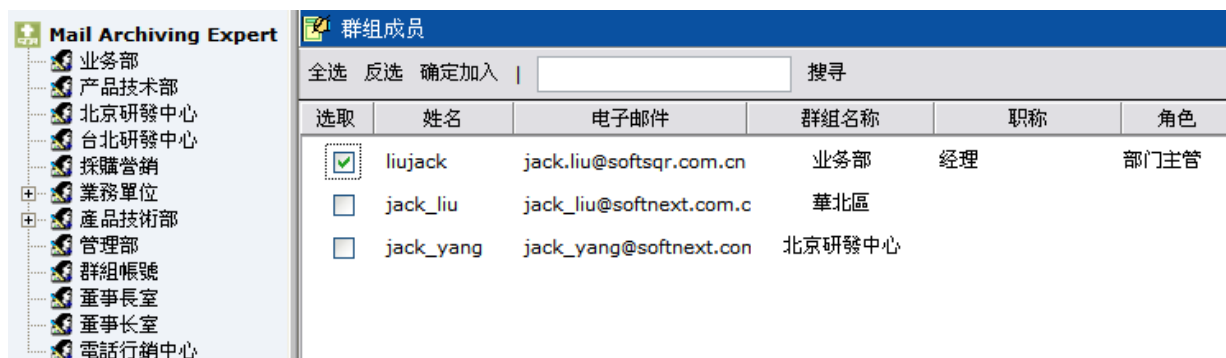 Mail Archiving Expert
业务部
产品技术部
北京研發中心
台北研發中心
採購營銷
業務單位
產品技術部
管理部
群組帳號
董事長室
董事长室
電話行銷中心
群组成员
全选 反选 确定加入 | 搜寻
选取 姓名 电子邮件 群组名称 职称 角色
liujack jack.liu@softsqr.com.cn 业务部 经理 部门主管
jack_liu jack_liu@softnext.com.c 華北區
jack_yang jack_yang@softnext.con 北京研發中心